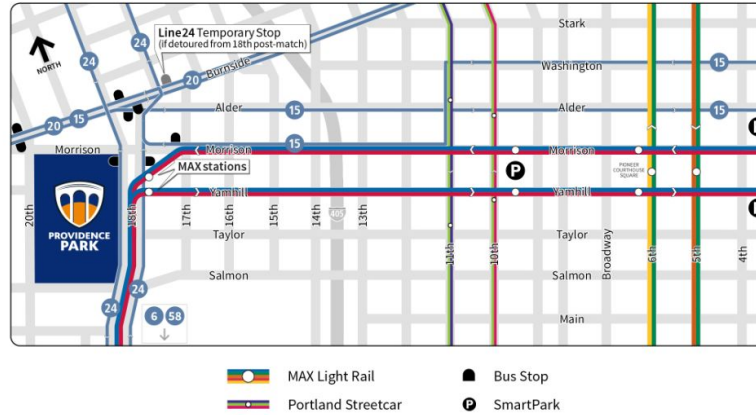 Stark
24
24
Line24 Temporary Stop
(if detoured from 18th post-match)
NORTH
Burnside
Washington
15
20
Alder
15
Alder
15
15
20
15
Morrison
Morrison
Morrison
MAX stations
P
PIONEER
COURTHOUSE
SQUARE
Yamhill
Yamhill
20th
18th
17th
16th
15th
14th
405
13th
PROVIDENCE
PARK
Taylor
Taylor
11th
10th
Broadway
6th
5th
4th
Salmon
Salmon
24
24
6
58
Main
MAX Light Rail
Bus Stop
Portland Streetcar
P
SmartPark